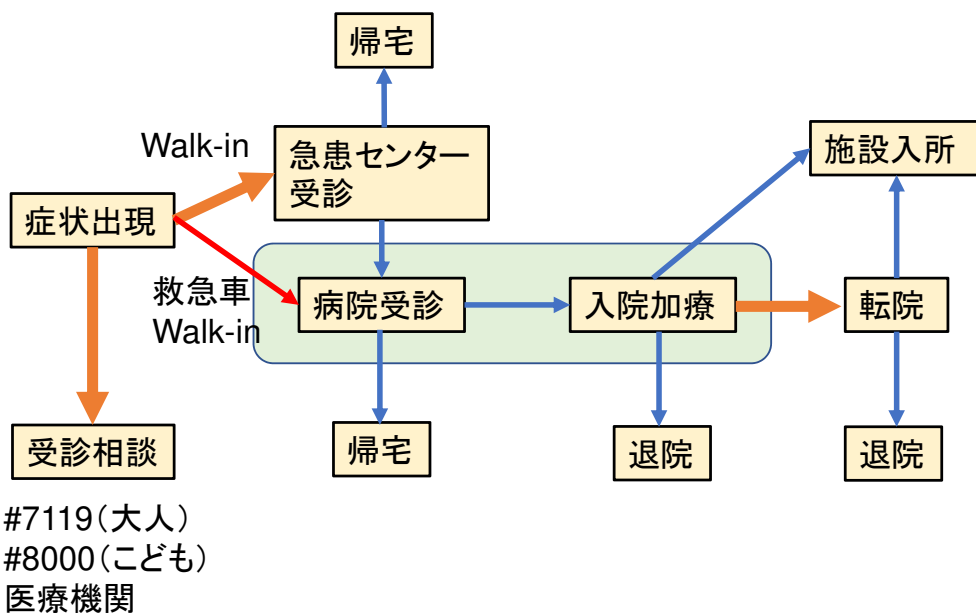 帰宅
Walk-in
急患センター
受診
施設入所
症状出現
救急車
Walk-in
病院受診
入院加療
転院
受診相談
帰宅
退院
退院
#7119(大人)
#8000(こども)
医療機関